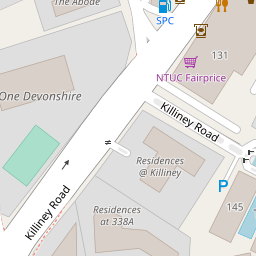 The Abode
SPC
131
NTUC Fairprice
One Devonshire
Killiney Road
Residences
@ Killiney
P
Killiney Road
Residences
at 338A
145